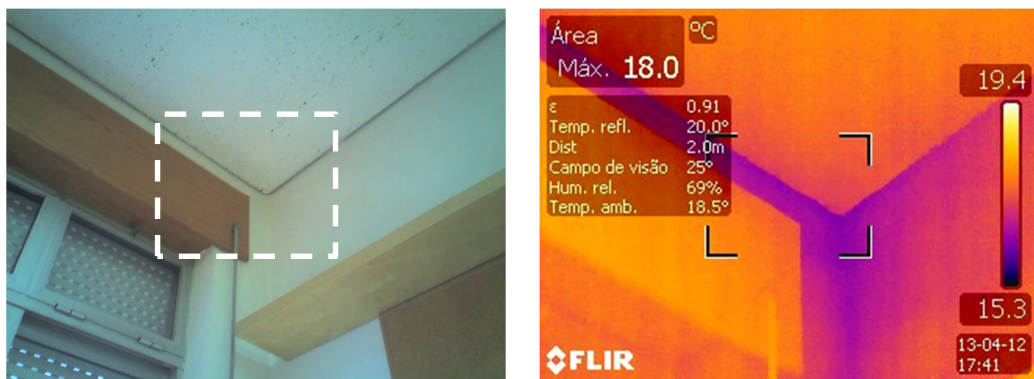 Área
ºC
Máx. 18.0
19.4
ε 0.91
Temp. refl. 20.0°
Dist 2.0m
Campo de visão 25°
Hum. rel. 69%
Temp. amb. 18.5°
15.3
FLIR
13-04-12
17:41